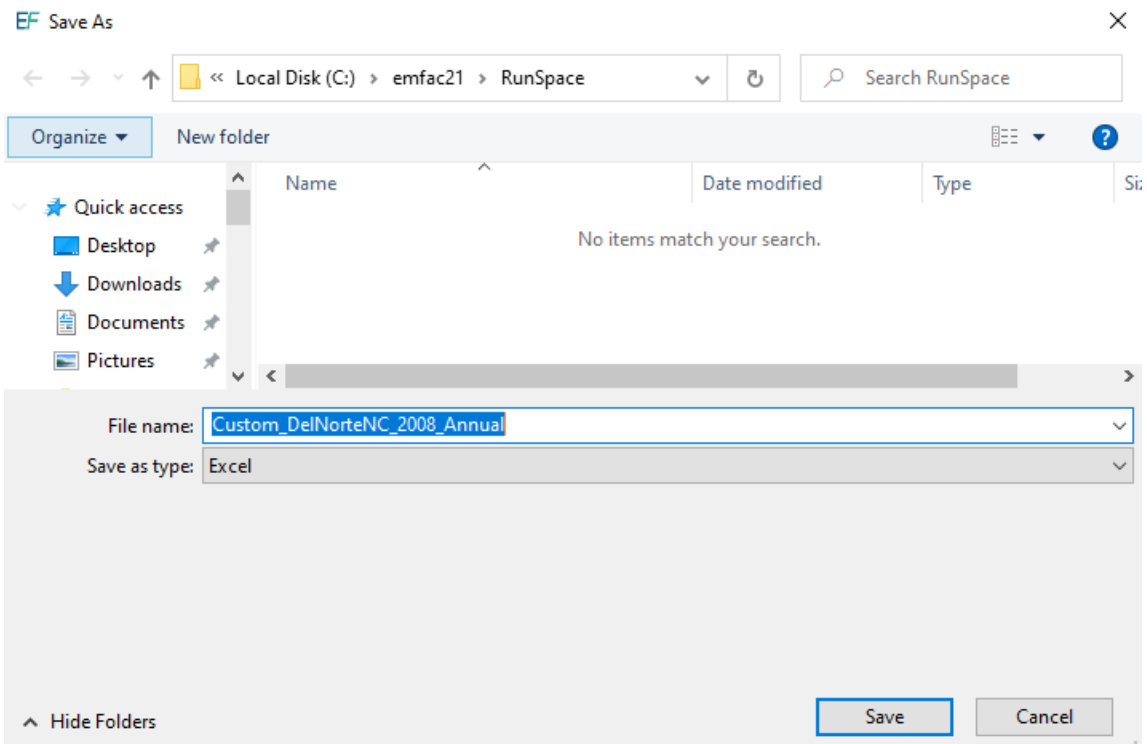 EF Save As
« Local Disk (C:) › emfac21 › RunSpace
Search RunSpace
Organize
New folder
?
Name
Date modified
Type
Quick access
Desktop
Downloads
Documents
Pictures
No items match your search.
File name: Custom_DelNorteNC_2008_Annual
Save as type: Excel
Hide Folders
Save
Cancel